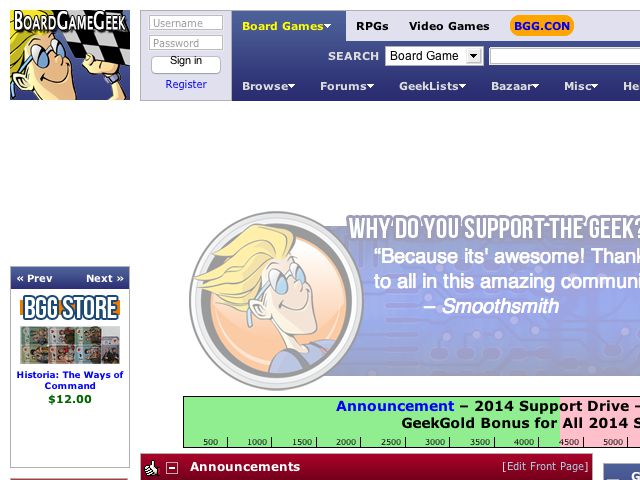 BOARDGAMEGEEK
Username
Password
Sign in
Register
Board Games
RPGs
Video Games
BGG.CON
SEARCH
Board Game
Browse
Forums
GeekLists
Bazaar
Misc
He
WHY DO YOU SUPPORT THE GEEK?
“Because its' awesome! Thank
to all in this amazing communi
– Smoothsmith
« Prev
Next »
BGG STORE
Historia: The Ways of
Command
$12.00
Announcement – 2014 Support Drive –
GeekGold Bonus for All 2014 S
500 1000 1500 2000 2500 3000 3500 4000 4500 5000
Announcements
[Edit Front Page]